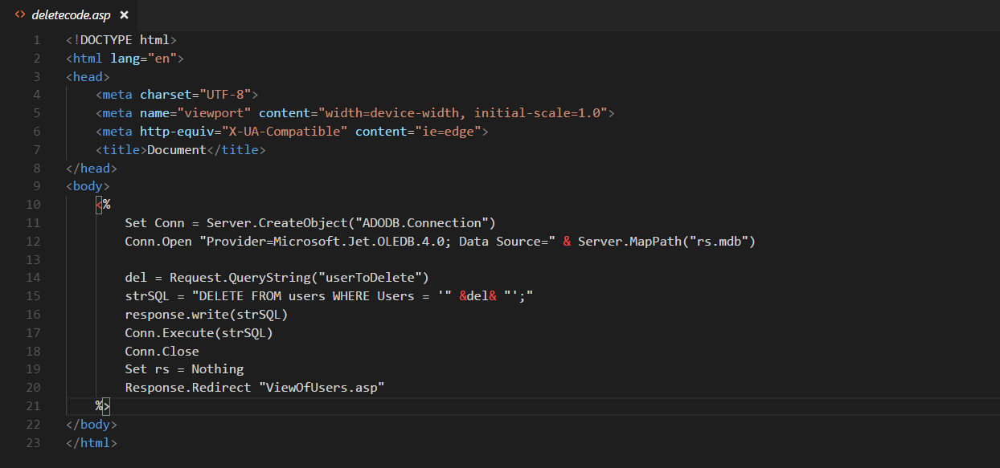 <> deletecode.asp ×
1 <!DOCTYPE html>
2 <html lang="en">
3 <head>
4     <meta charset="UTF-8">
5     <meta name="viewport" content="width=device-width, initial-scale=1.0">
6     <meta http-equiv="X-UA-Compatible" content="ie=edge">
7     <title>Document</title>
8 </head>
9 <body>
10     <%
11         Set Conn = Server.CreateObject("ADODB.Connection")
12         Conn.Open "Provider=Microsoft.Jet.OLEDB.4.0; Data Source=" & Server.MapPath("rs.mdb")
13
14         del = Request.QueryString("userToDelete")
15         strSQL = "DELETE FROM users WHERE Users = '" &del& "';"
16         response.write(strSQL)
17         Conn.Execute(strSQL)
18         Conn.Close
19         Set rs = Nothing
20         Response.Redirect "ViewOfUsers.asp"
21     %>
22 </body>
23 </html>